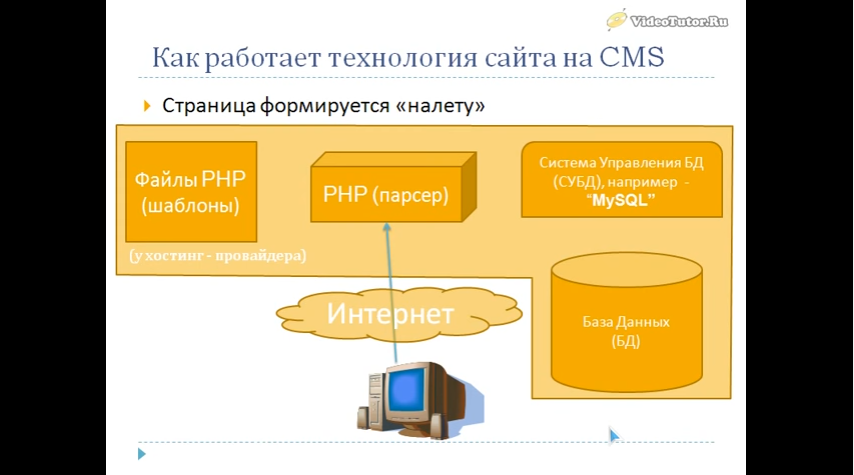 VideoTutor.Ru
Как работает технология сайта на CMS
Страница формируется «налету»
Файлы PHP
(шаблоны)
PHP (парсер)
Система Управления БД
(СУБД), например -
“MySQL”
(у хостинг - провайдера)
Интернет
База Данных
(БД)